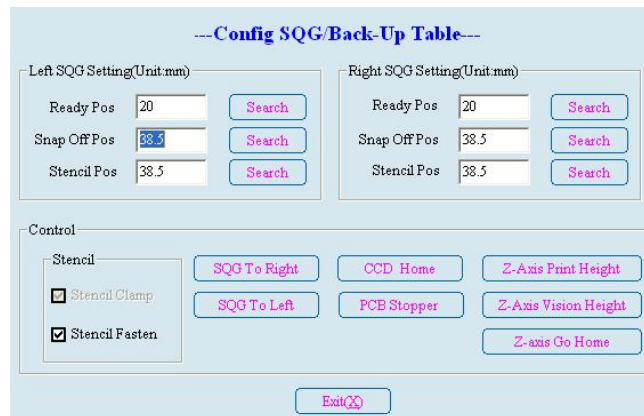 ---Config SQG/Back-Up Table---
Left SQG Setting(Unit:mm)
Ready Pos 20 Search
Snap Off Pos 38.5 Search
Stencil Pos 38.5 Search
Right SQG Setting(Unit:mm)
Ready Pos 20 Search
Snap Off Pos 38.5 Search
Stencil Pos 38.5 Search
Control
Stencil
Stencil Clamp
Stencil Fasten
SQG To Right
SQG To Left
CCD Home
PCB Stopper
Z-Axis Print Height
Z-Axis Vision Height
Z-axis Go Home
Exit(X)